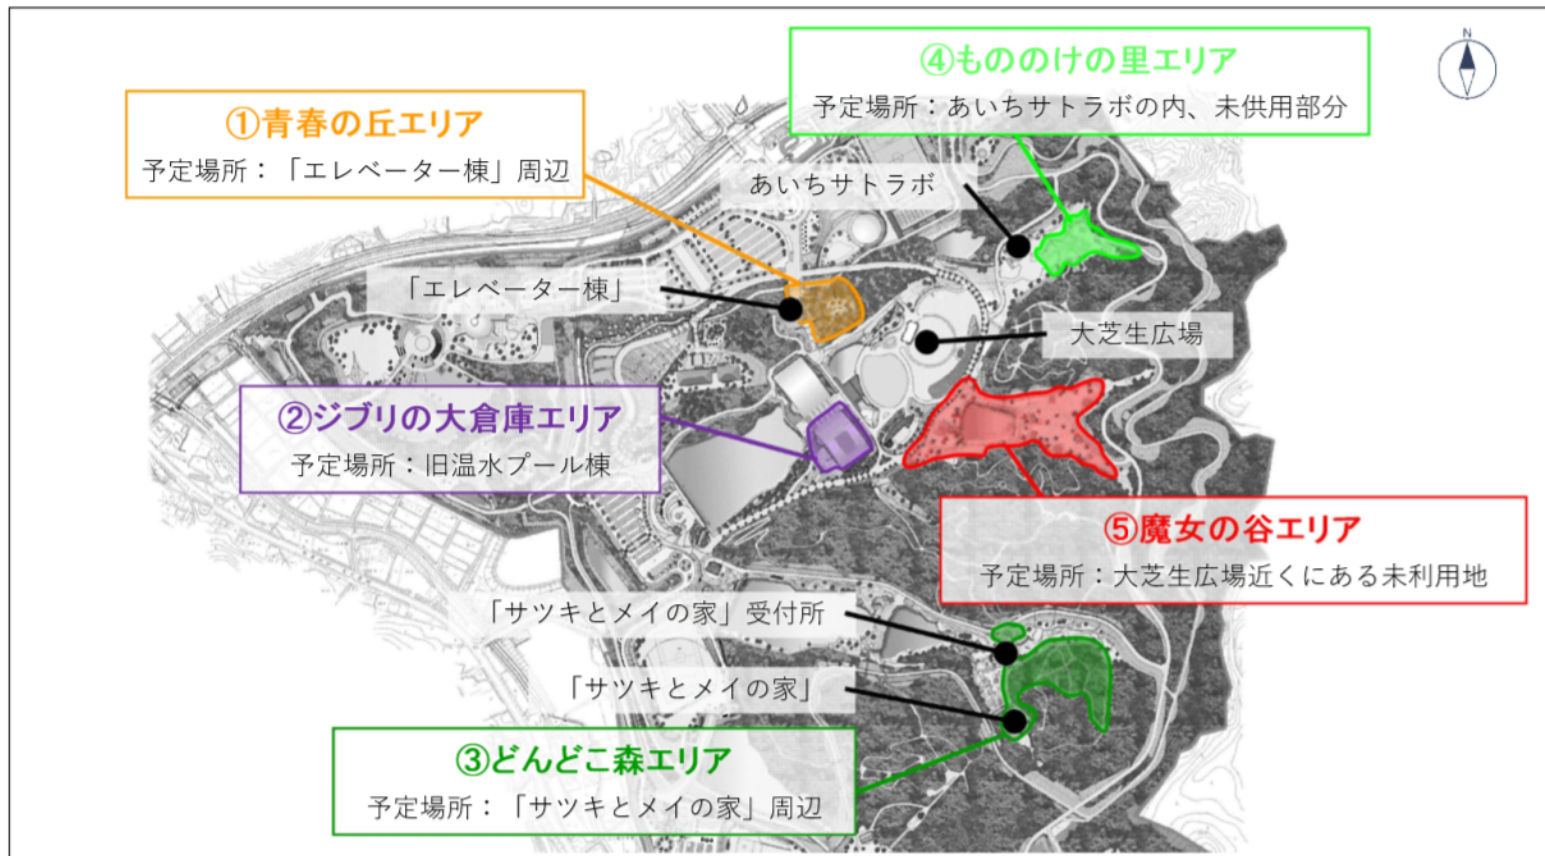 N
④もののけの里エリア
予定場所：あいちサトラボの内、未供用部分
①青春の丘エリア
予定場所：「エレベーター棟」周辺
あいちサトラボ
「エレベーター棟」
大芝生広場
②ジブリの大倉庫エリア
予定場所：旧温水プール棟
⑤魔女の谷エリア
予定場所：大芝生広場近くにある未利用地
「サツキとメイの家」受付所
「サツキとメイの家」
③どんどこ森エリア
予定場所：「サツキとメイの家」周辺